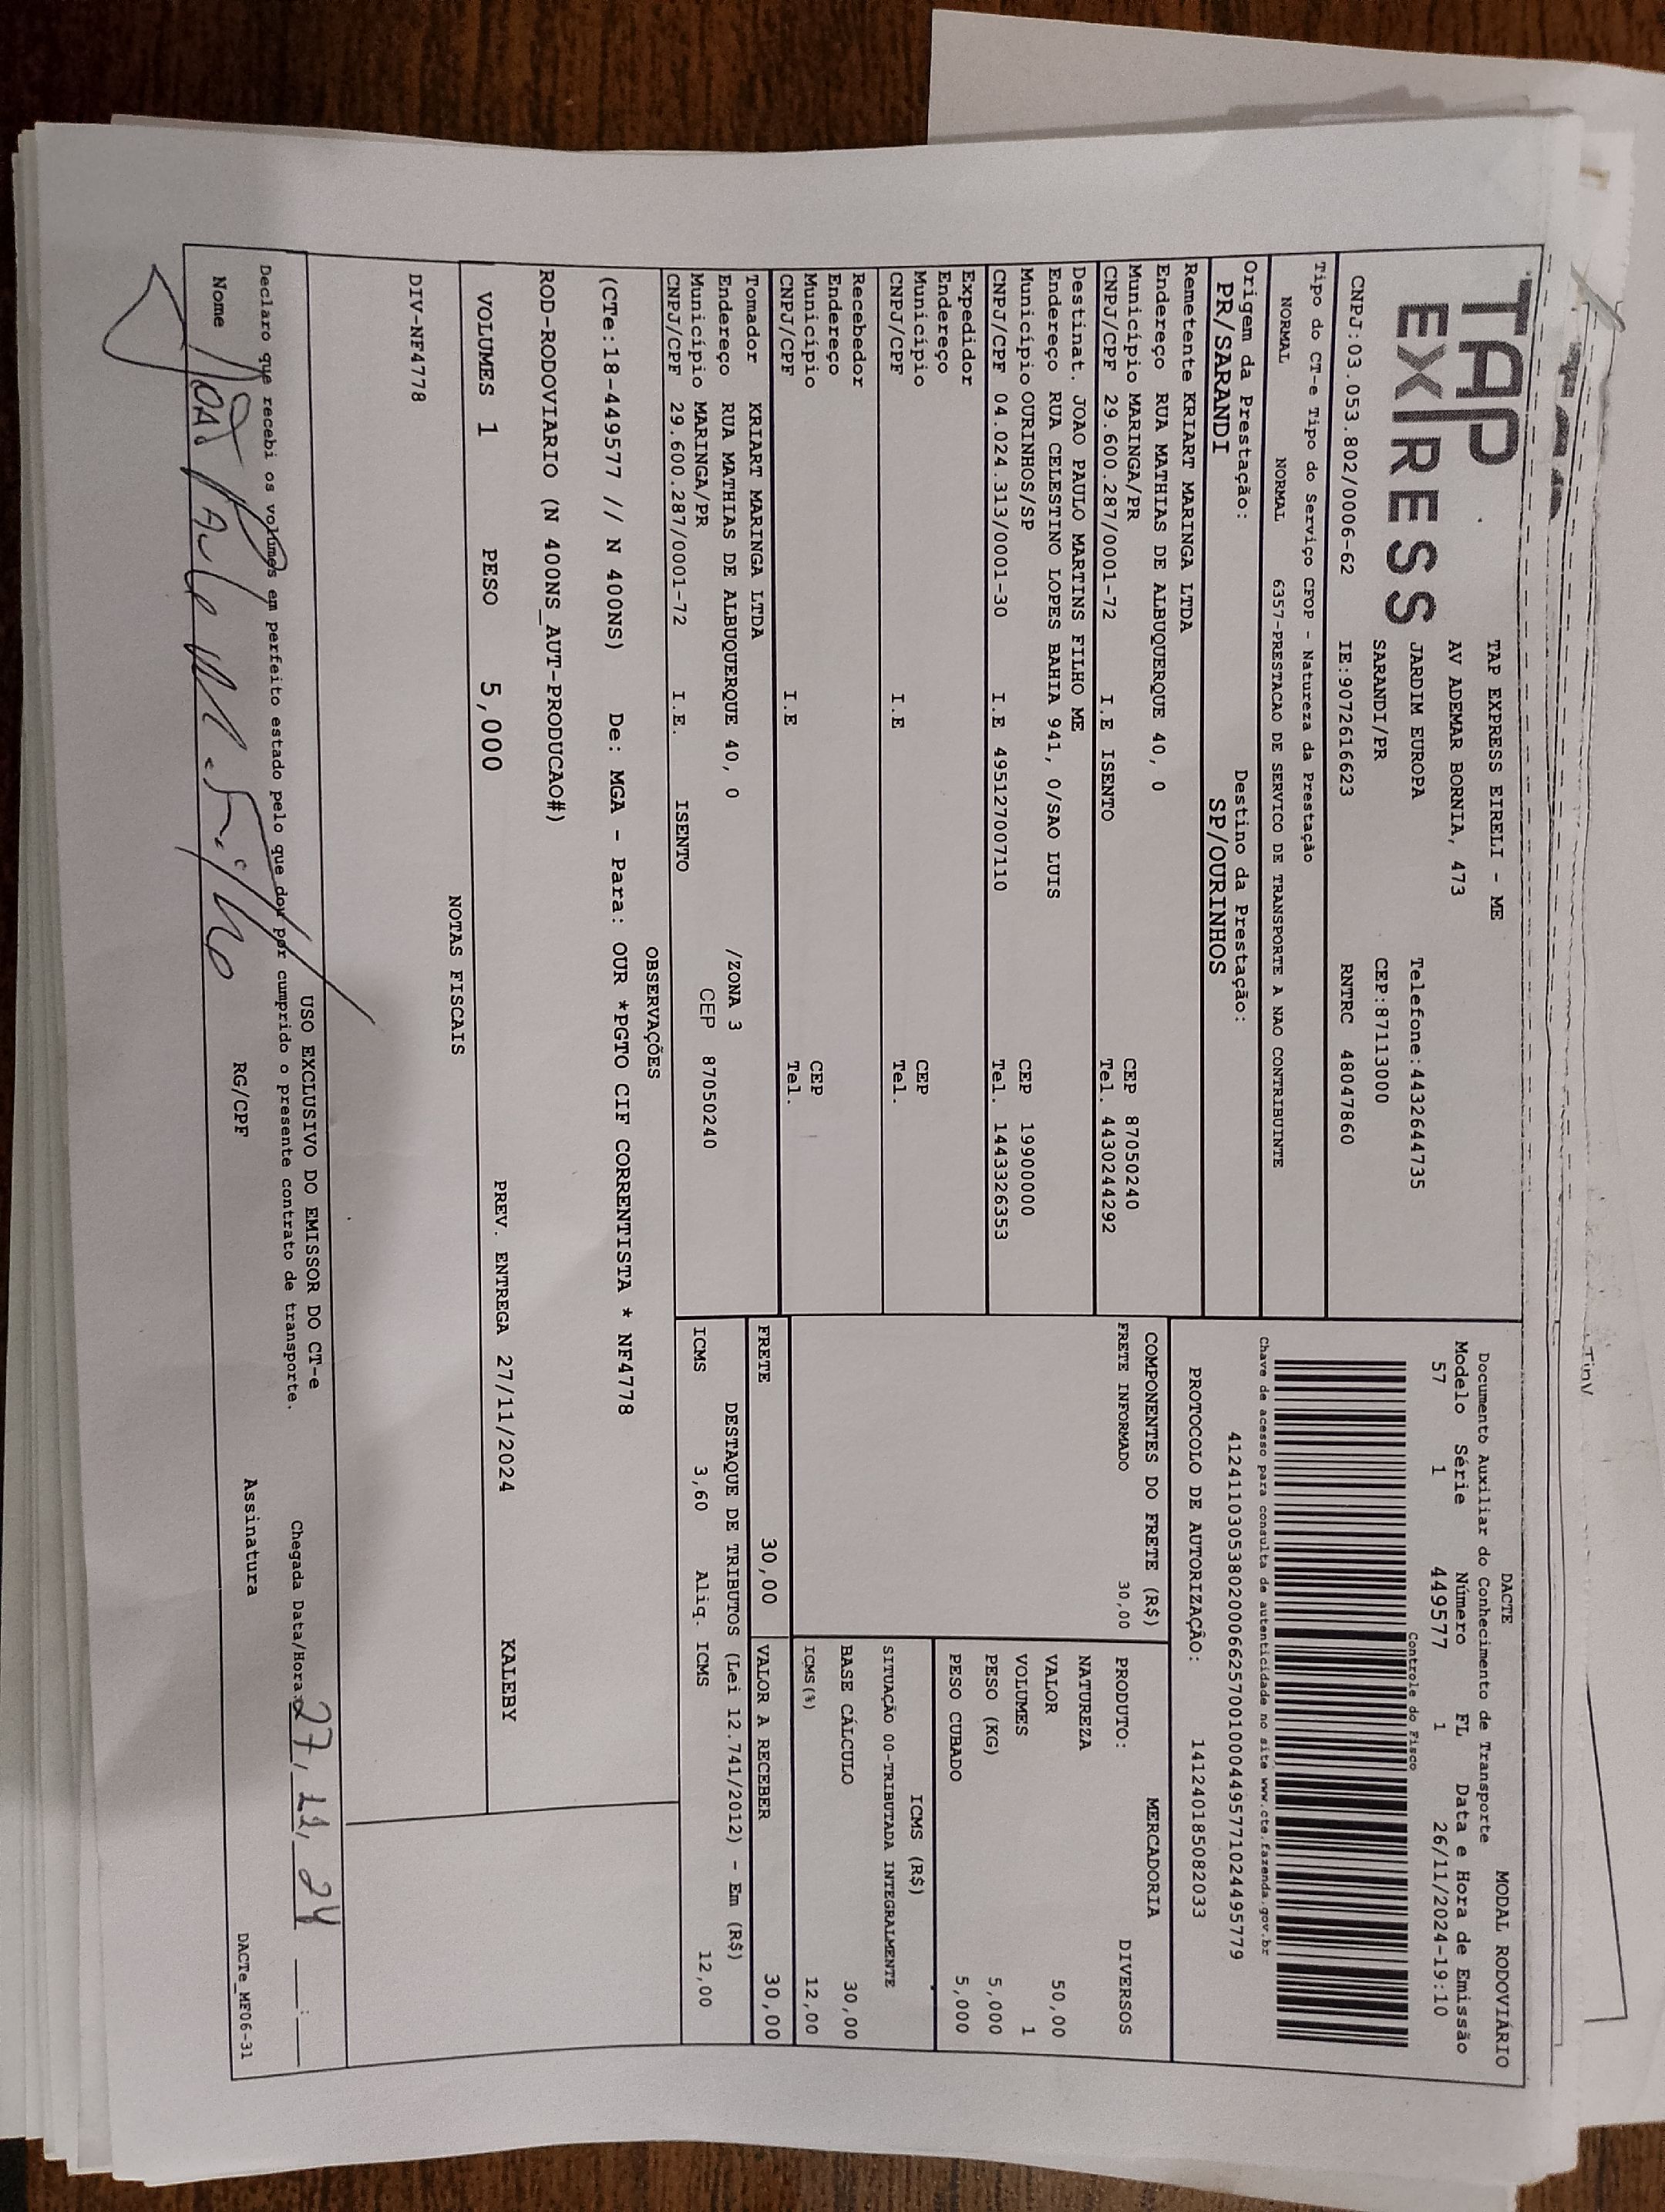 TAP
EXPRESS
TAP EXPRESS EIRELI - ME
AV ADEMAR BORNIA, 473
JARDIM EUROPA Telefone:4432644735
SARANDI/PR CEP:87113000
CNPJ:03.053.802/0006-62 IE:9072616623 RNTRC 48047860
DACTE MODAL RODOVIÁRIO
Documento Auxiliar do Conhecimento de Transporte
Modelo Série Número FL Data e Hora de Emissão
57 1 449577 1 26/11/2024-19:10
Controle do Fisco
Chave de acesso para consulta de autenticidade no site www.cte.fazenda.gov.br
41241103053802000662570010004495771024495779
PROTOCOLO DE AUTORIZAÇÃO: 141240185082033
Tipo do CT-e Tipo do Serviço CFOP - Natureza da Prestação
NORMAL NORMAL 6357-PRESTACAO DE SERVICO DE TRANSPORTE A NAO CONTRIBUINTE
Origem da Prestação: Destino da Prestação:
PR/SARANDI SP/OURINHOS
Remetente KRIART MARINGA LTDA
Endereço RUA MATHIAS DE ALBUQUERQUE 40, 0
Município MARINGA/PR CEP 87050240
CNPJ/CPF 29.600.287/0001-72 I.E ISENTO Tel. 4430244292
Destinat. JOAO PAULO MARTINS FILHO ME
Endereço RUA CELESTINO LOPES BAHIA 941, 0/SAO LUIS
Município OURINHOS/SP CEP 19900000
CNPJ/CPF 04.024.313/0001-30 I.E 495127007110 Tel. 1443326353
Expedidor
Endereço
Município CEP
CNPJ/CPF I.E Tel.
Recebedor
Endereço
Município CEP
CNPJ/CPF I.E Tel.
Tomador KRIART MARINGA LTDA
Endereço RUA MATHIAS DE ALBUQUERQUE 40, 0 /ZONA 3
Município MARINGA/PR CEP 87050240
CNPJ/CPF 29.600.287/0001-72 I.E. ISENTO
COMPONENTES DO FRETE (R$)
FRETE INFORMADO 30,00
MERCADORIA
PRODUTO: DIVERSOS
NATUREZA
VALOR 50,00
VOLUMES 1
PESO (KG) 5,000
PESO CUBADO 5,000
ICMS (R$)
SITUAÇÃO 00-TRIBUTADA INTEGRALMENTE
BASE CÁLCULO 30,00
ICMS(%) 12,00
FRETE 30,00 VALOR A RECEBER 30,00
DESTAQUE DE TRIBUTOS (Lei 12.741/2012) - Em (R$)
ICMS 3,60 Aliq. ICMS 12,00
OBSERVAÇÕES
(CTe:18-449577 // N 400NS) De: MGA - Para: OUR *PGTO CIF CORRENTISTA * NF4778
ROD-RODOVIARIO (N 400NS_AUT-PRODUCAO#)
VOLUMES 1 PESO 5,000 PREV. ENTREGA 27/11/2024 KALEBY
NOTAS FISCAIS
DIV-NF4778
USO EXCLUSIVO DO EMISSOR DO CT-e
Declaro que recebi os volumes em perfeito estado pelo que dou por cumprido o presente contrato de transporte.
Chegada Data/Hora: 27, 11, 24 __:__
Nome João Paulo M. Filho RG/CPF Assinatura
DACTe_MF06-31